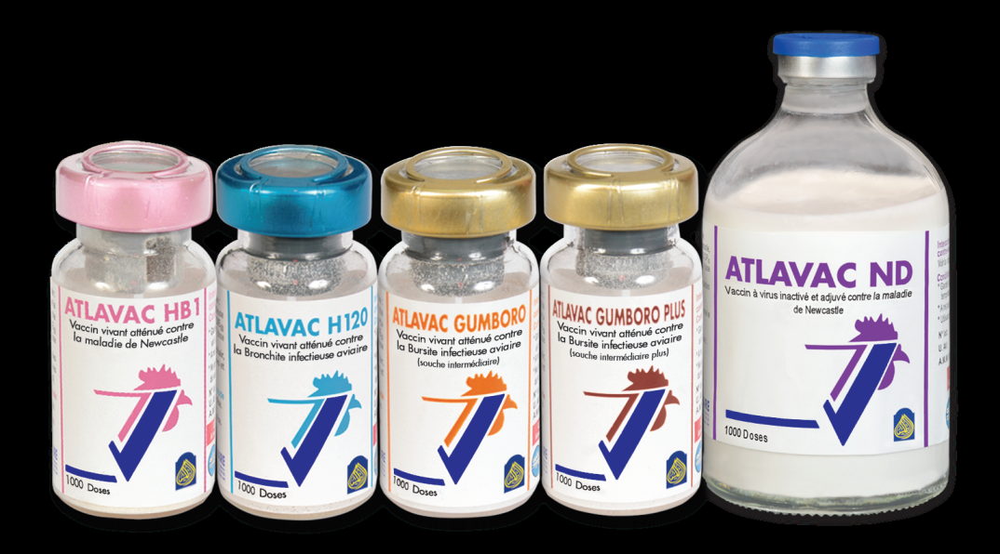 ATLAVAC HB1
Vaccin vivant atténué contre
la maladie de Newcastle
1000 Doses
ATLAVAC H120
Vaccin vivant atténué contre
la Bronchite infectieuse aviaire
1000 Doses
ATLAVAC GUMBORO
Vaccin vivant atténué contre
la Bursite infectieuse aviaire
(souche intermédiaire)
1000 Doses
ATLAVAC GUMBORO PLUS
Vaccin vivant atténué contre
la Bursite infectieuse aviaire
(souche intermédiaire plus)
1000 Doses
ATLAVAC ND
Vaccin à virus inactivé et adjuvé contre la maladie
de Newcastle
1000 Doses